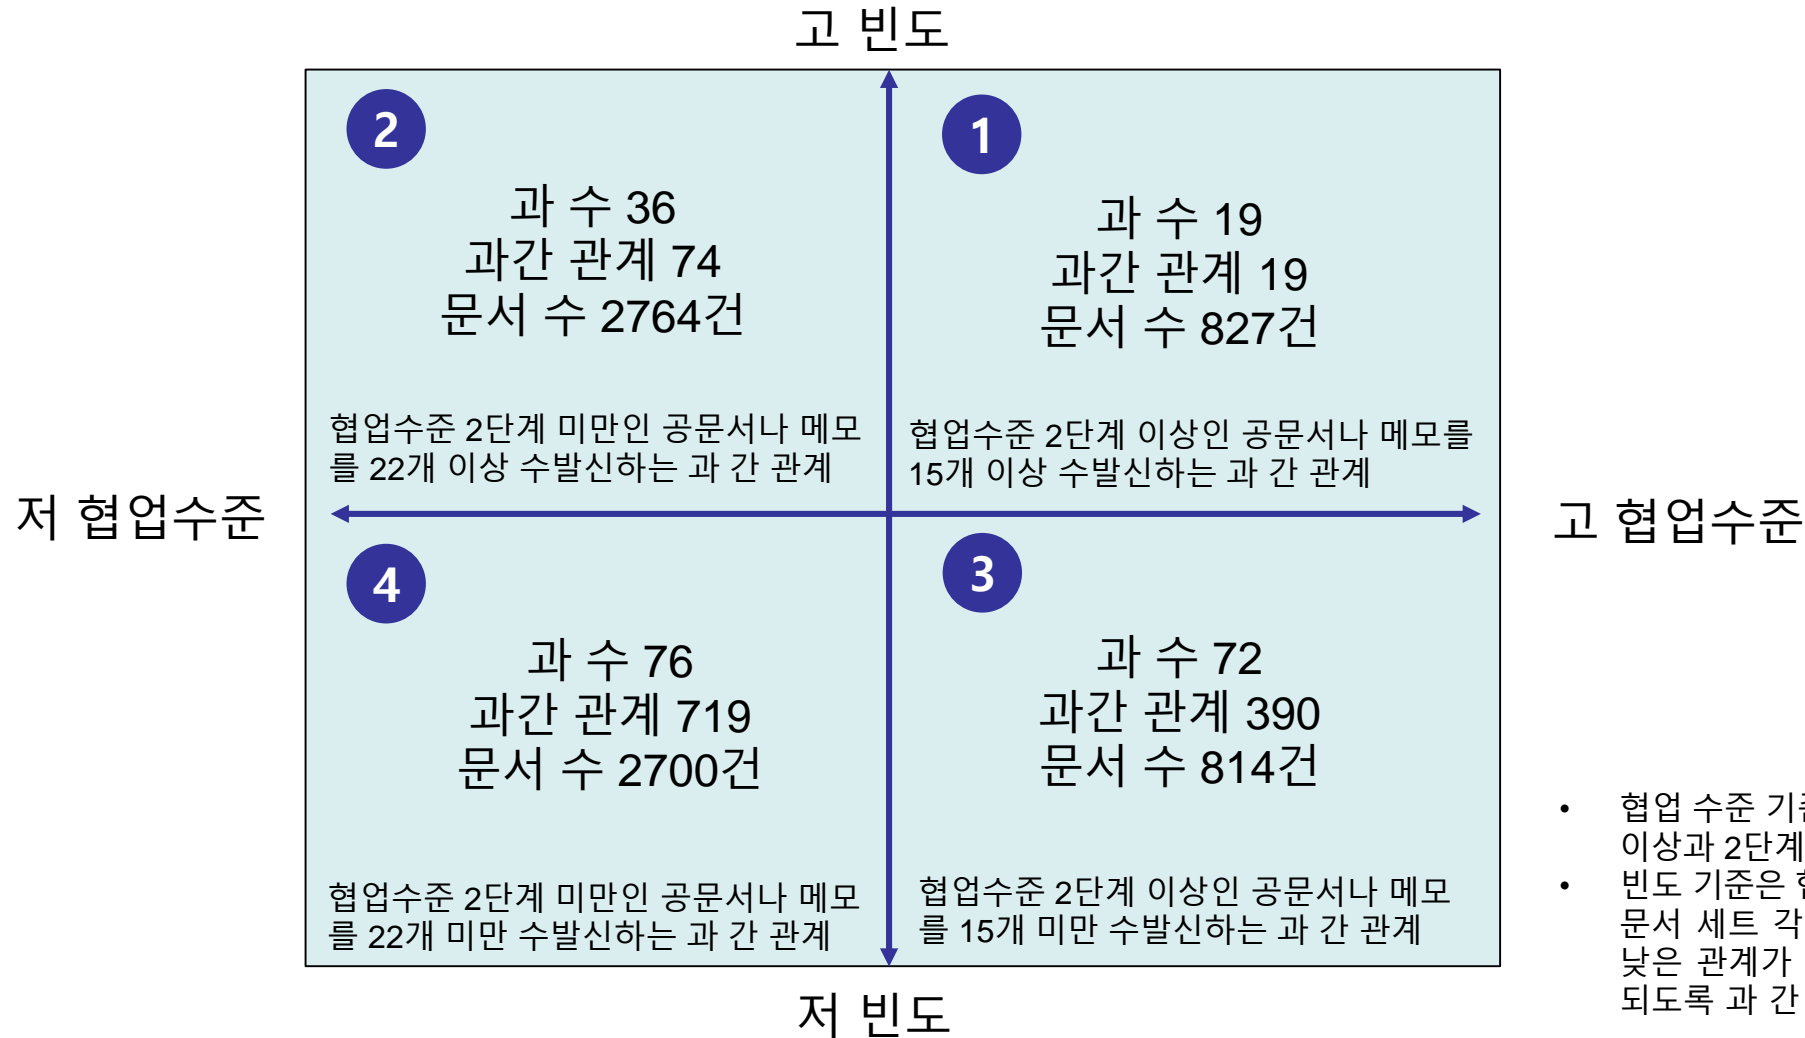 고 빈도
2
과 수 36
과간 관계 74
문서 수 2764건
협업수준 2단계 미만인 공문서나 메모
를 22개 이상 수발신하는 과 간 관계
1
과 수 19
과간 관계 19
문서 수 827건
협업수준 2단계 이상인 공문서나 메모를
15개 이상 수발신하는 과 간 관계
저 협업수준
고 협업수준
4
과 수 76
과간 관계 719
문서 수 2700건
협업수준 2단계 미만인 공문서나 메모
를 22개 미만 수발신하는 과 간 관계
3
과 수 72
과간 관계 390
문서 수 814건
협업수준 2단계 이상인 공문서나 메모
를 15개 미만 수발신하는 과 간 관계
저 빈도
• 협업 수준
이상과 2단계
• 빈도 기준은
문서 세트 각
낮은 관계가
되도록 과 간